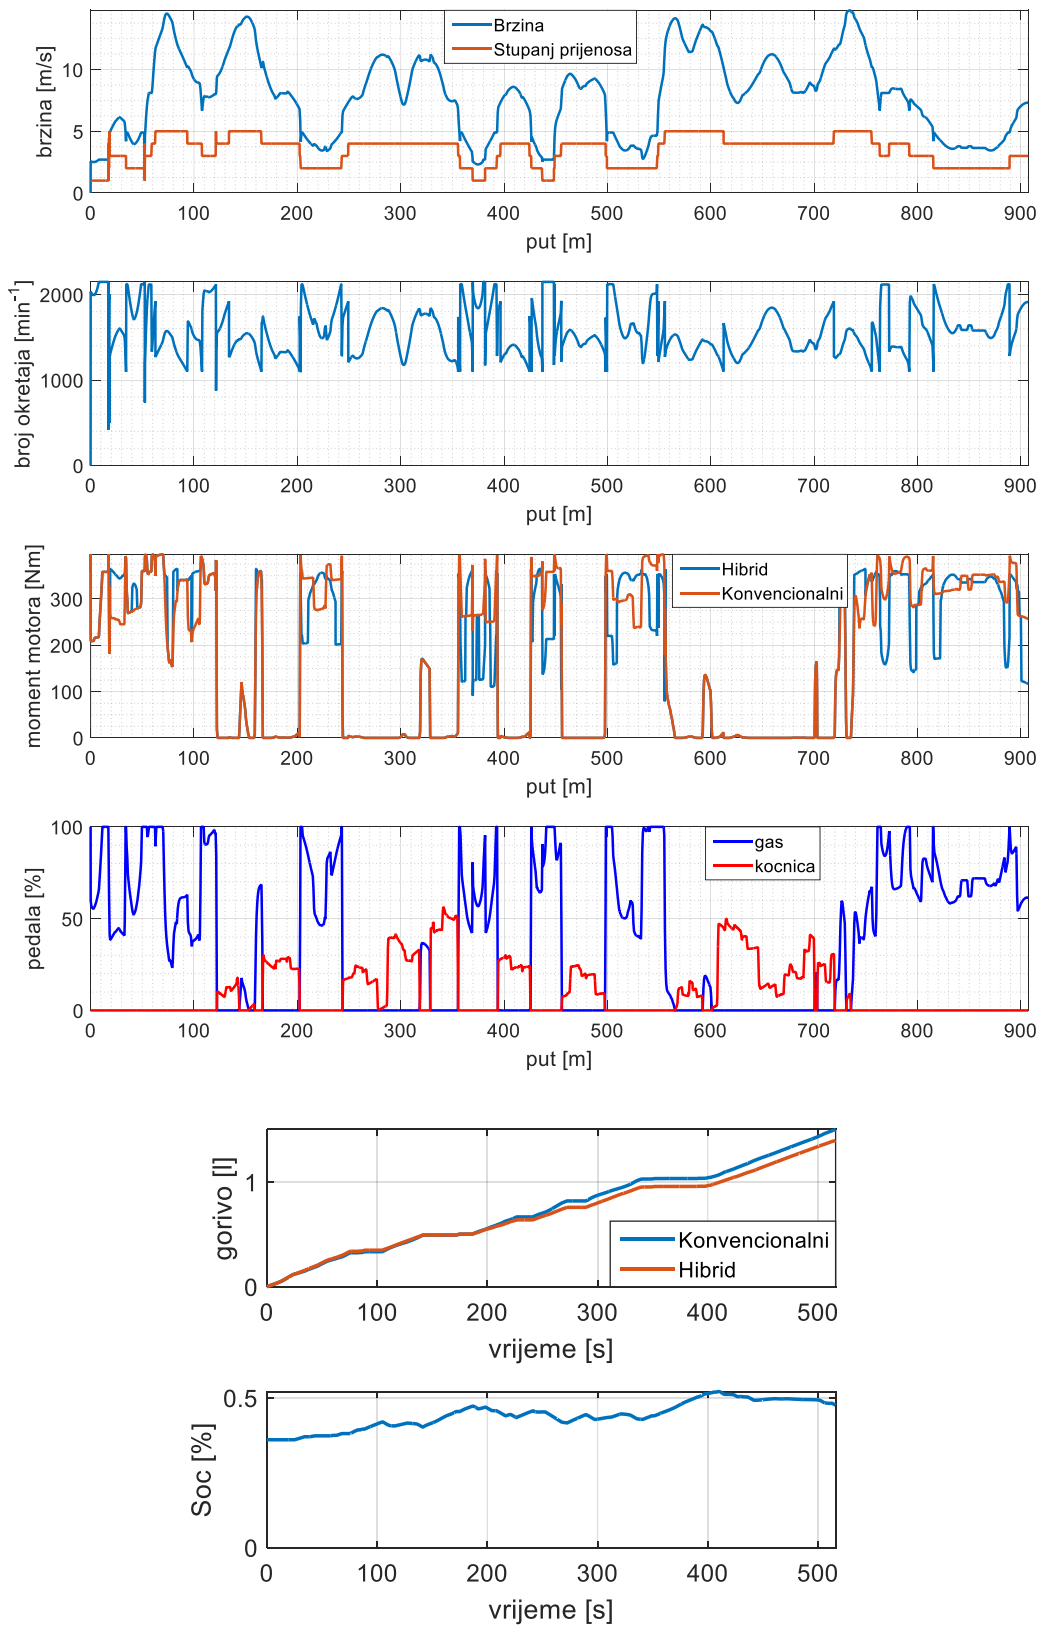 brzina [m/s]
10
5
0
Brzina
Stupanj prijenosa
0 100 200 300 400 500 600 700 800 900
put [m]
broj okretaja [min-1]
2000
1000
0
0 100 200 300 400 500 600 700 800 900
put [m]
moment motora [Nm]
300
200
100
0
Hibrid
Konvencionalni
0 100 200 300 400 500 600 700 800 900
put [m]
pedala [%]
100
50
0
gas
kocnica
0 100 200 300 400 500 600 700 800 900
put [m]
gorivo [l]
1
0
Konvencionalni
Hibrid
0 100 200 300 400 500
vrijeme [s]
Soc [%]
0.5
0
0 100 200 300 400 500
vrijeme [s]